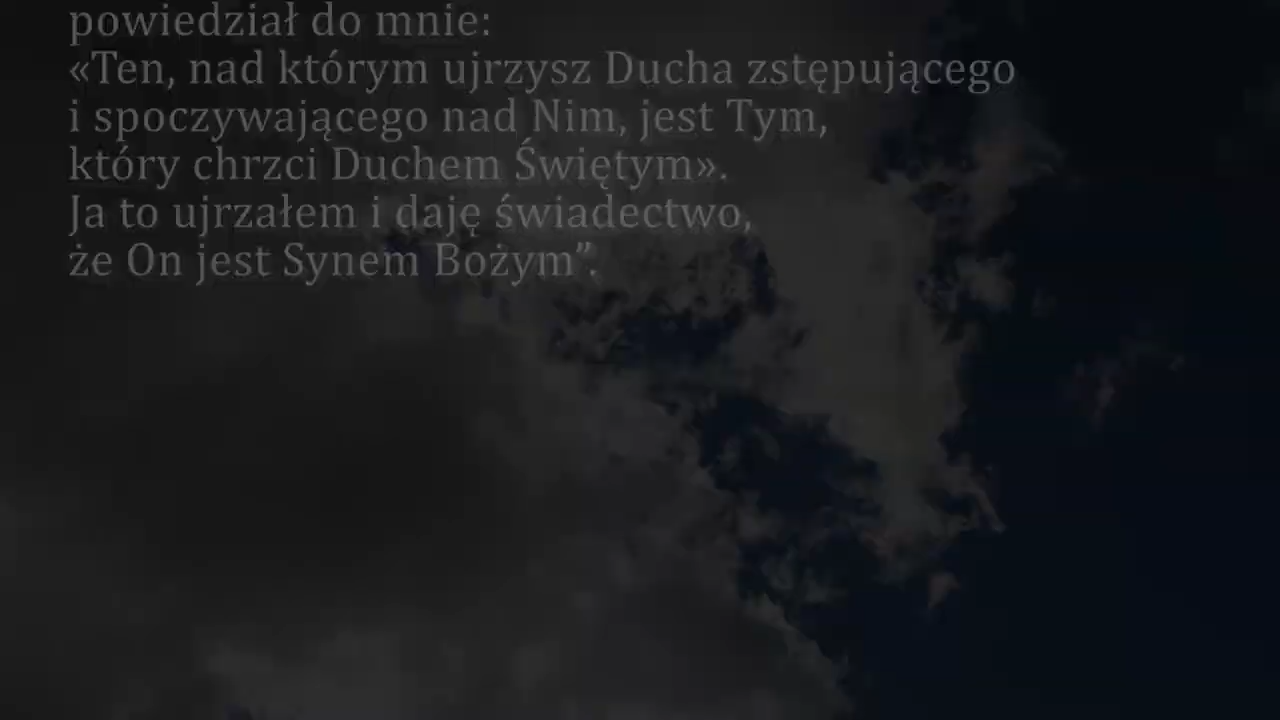 powiedział do mnie:
«Ten, nad którym ujrzysz Ducha zstępującego
i spoczywającego nad Nim, jest Tym,
który chrzci Duchem Świętym».
Ja to ujrzałem i daję świadectwo,
że On jest Synem Bożym”.